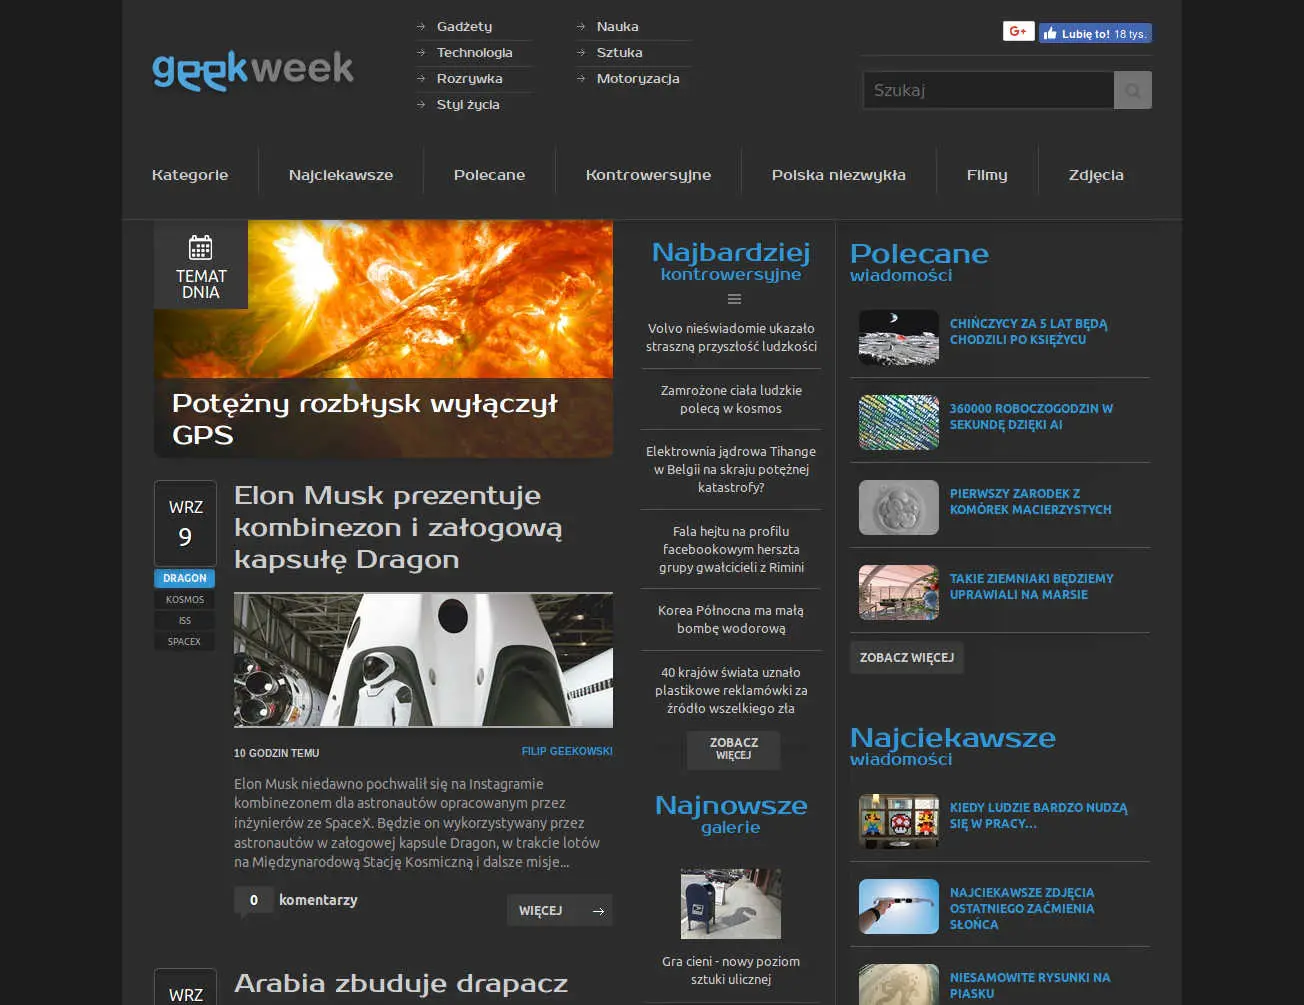 geekweek
Gadżety
Technologia
Rozrywka
Styl życia
Nauka
Sztuka
Motoryzacja
G+
Lubię to! 18 tys.
Szukaj
Kategorie
Najciekawsze
Polecane
Kontrowersyjne
Polska niezwykła
Filmy
Zdjęcia
TEMAT
DNIA
Potężny rozbłysk wyłączył
GPS
WRZ
9
DRAGON
KOSMOS
ISS
SPACEX
Elon Musk prezentuje
kombinezon i załogową
kapsułę Dragon
10 GODZIN TEMU
FILIP GEEKOWSKI
Elon Musk niedawno pochwalił się na Instagramie
kombinezonem dla astronautów opracowanym przez
inżynierów ze SpaceX. Będzie on wykorzystywany przez
astronautów w załogowej kapsule Dragon, w trakcie lotów
na Międzynarodową Stację Kosmiczną i dalsze misje...
0 komentarzy
WIĘCEJ
WRZ
Arabia zbuduje drapacz
Najbardziej
kontrowersyjne
Volvo nieświadomie ukazało
straszną przyszłość ludzkości
Zamrożone ciała ludzkie
polecą w kosmos
Elektrownia jądrowa Tihange
w Belgii na skraju potężnej
katastrofy?
Fala hejtu na profilu
facebookowym herszta
grupy gwałcicieli z Rimini
Korea Północna ma małą
bombę wodorową
40 krajów świata uznało
plastikowe reklamówki za
źródło wszelkiego zła
ZOBACZ
WIĘCEJ
Najnowsze
galerie
Gra cieni - nowy poziom
sztuki ulicznej
Polecane
wiadomości
CHIŃCZYCY ZA 5 LAT BĘDĄ
CHODZILI PO KSIĘŻYCU
360000 ROBOCZOGODZIN W
SEKUNDĘ DZIĘKI AI
PIERWSZY ZARODEK Z
KOMÓREK MACIERZYSTYCH
TAKIE ZIEMNIAKI BĘDZIEMY
UPRAWIALI NA MARSIE
ZOBACZ WIĘCEJ
Najciekawsze
wiadomości
KIEDY LUDZIE BARDZO NUDZĄ
SIĘ W PRACY...
NAJCIEKAWSZE ZDJĘCIA
OSTATNIEGO ZAĆMIENIA
SŁOŃCA
NIESAMOWITE RYSUNKI NA
PIASKU